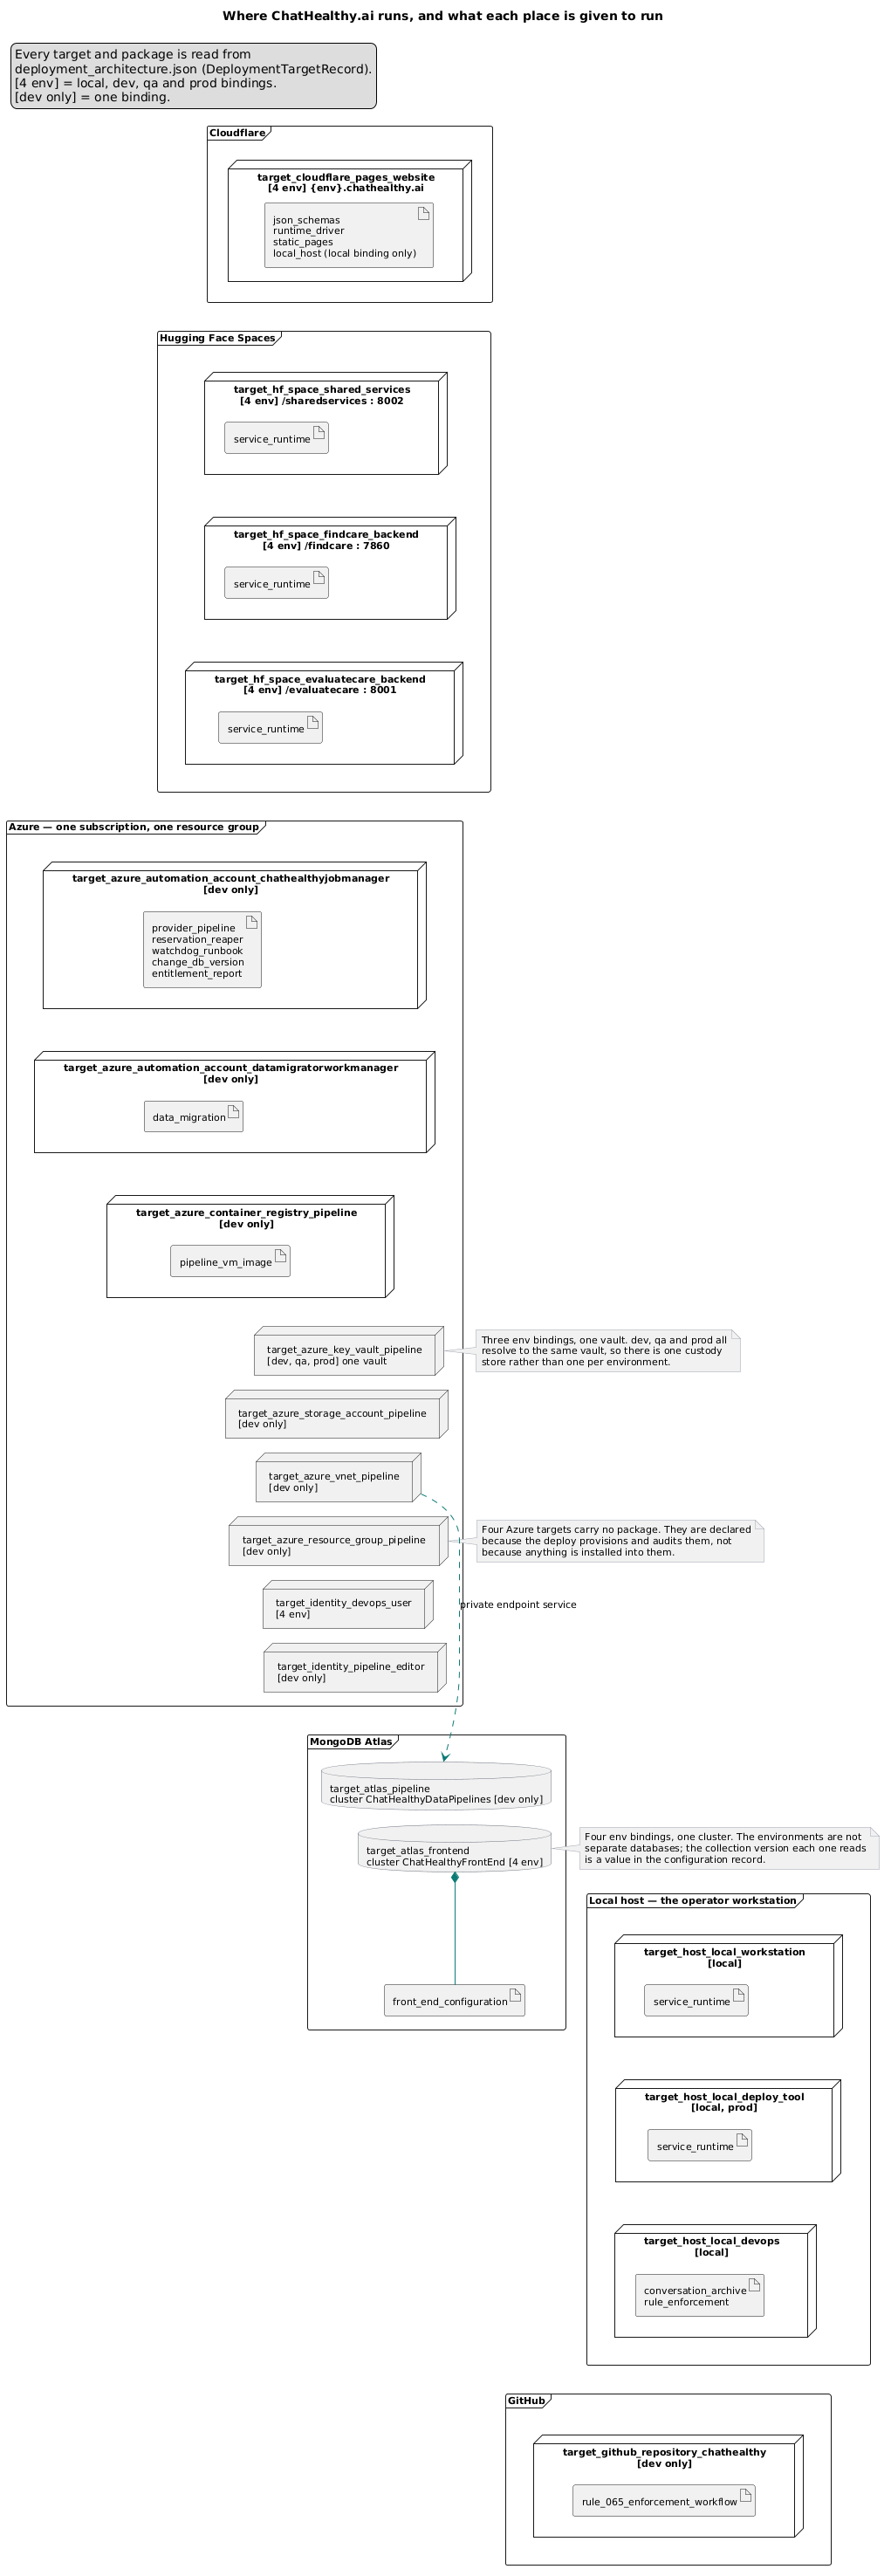 Where ChatHealthy.ai runs, and what each place is given to run
Every target and package is read from
deployment_architecture.json (DeploymentTargetRecord).
[4 env] = local, dev, qa and prod bindings.
[dev only] = one binding.
Cloudflare
target_cloudflare_pages_website
[4 env] {env}.chathealthy.ai
json_schemas
runtime_driver
static_pages
local_host (local binding only)
Hugging Face Spaces
target_hf_space_shared_services
[4 env] /sharedservices : 8002
service_runtime
target_hf_space_findcare_backend
[4 env] /findcare : 7860
service_runtime
target_hf_space_evaluatecare_backend
[4 env] /evaluatecare : 8001
service_runtime
Azure — one subscription, one resource group
target_azure_automation_account_chathealthyjobmanager
[dev only]
provider_pipeline
reservation_reaper
watchdog_runbook
change_db_version
entitlement_report
target_azure_automation_account_datamigratorworkmanager
[dev only]
data_migration
target_azure_container_registry_pipeline
[dev only]
pipeline_vm_image
target_azure_key_vault_pipeline
[dev, qa, prod] one vault
Three env bindings, one vault. dev, qa and prod all
resolve to the same vault, so there is one custody
store rather than one per environment.
target_azure_storage_account_pipeline
[dev only]
target_azure_vnet_pipeline
[dev only]
target_azure_resource_group_pipeline
[dev only]
Four Azure targets carry no package. They are declared
because the deploy provisions and audits them, not
because anything is installed into them.
target_identity_devops_user
[4 env]
private endpoint service
target_identity_pipeline_editor
[dev only]
MongoDB Atlas
target_atlas_pipeline
cluster ChatHealthyDataPipelines [dev only]
target_atlas_frontend
cluster ChatHealthyFrontEnd [4 env]
Four env bindings, one cluster. The environments are not
separate databases; the collection version each one reads
is a value in the configuration record.
front_end_configuration
Local host — the operator workstation
target_host_local_workstation
[local]
service_runtime
target_host_local_deploy_tool
[local, prod]
service_runtime
target_host_local_devops
[local]
conversation_archive
rule_enforcement
GitHub
target_github_repository_chathealthy
[dev only]
rule_065_enforcement_workflow